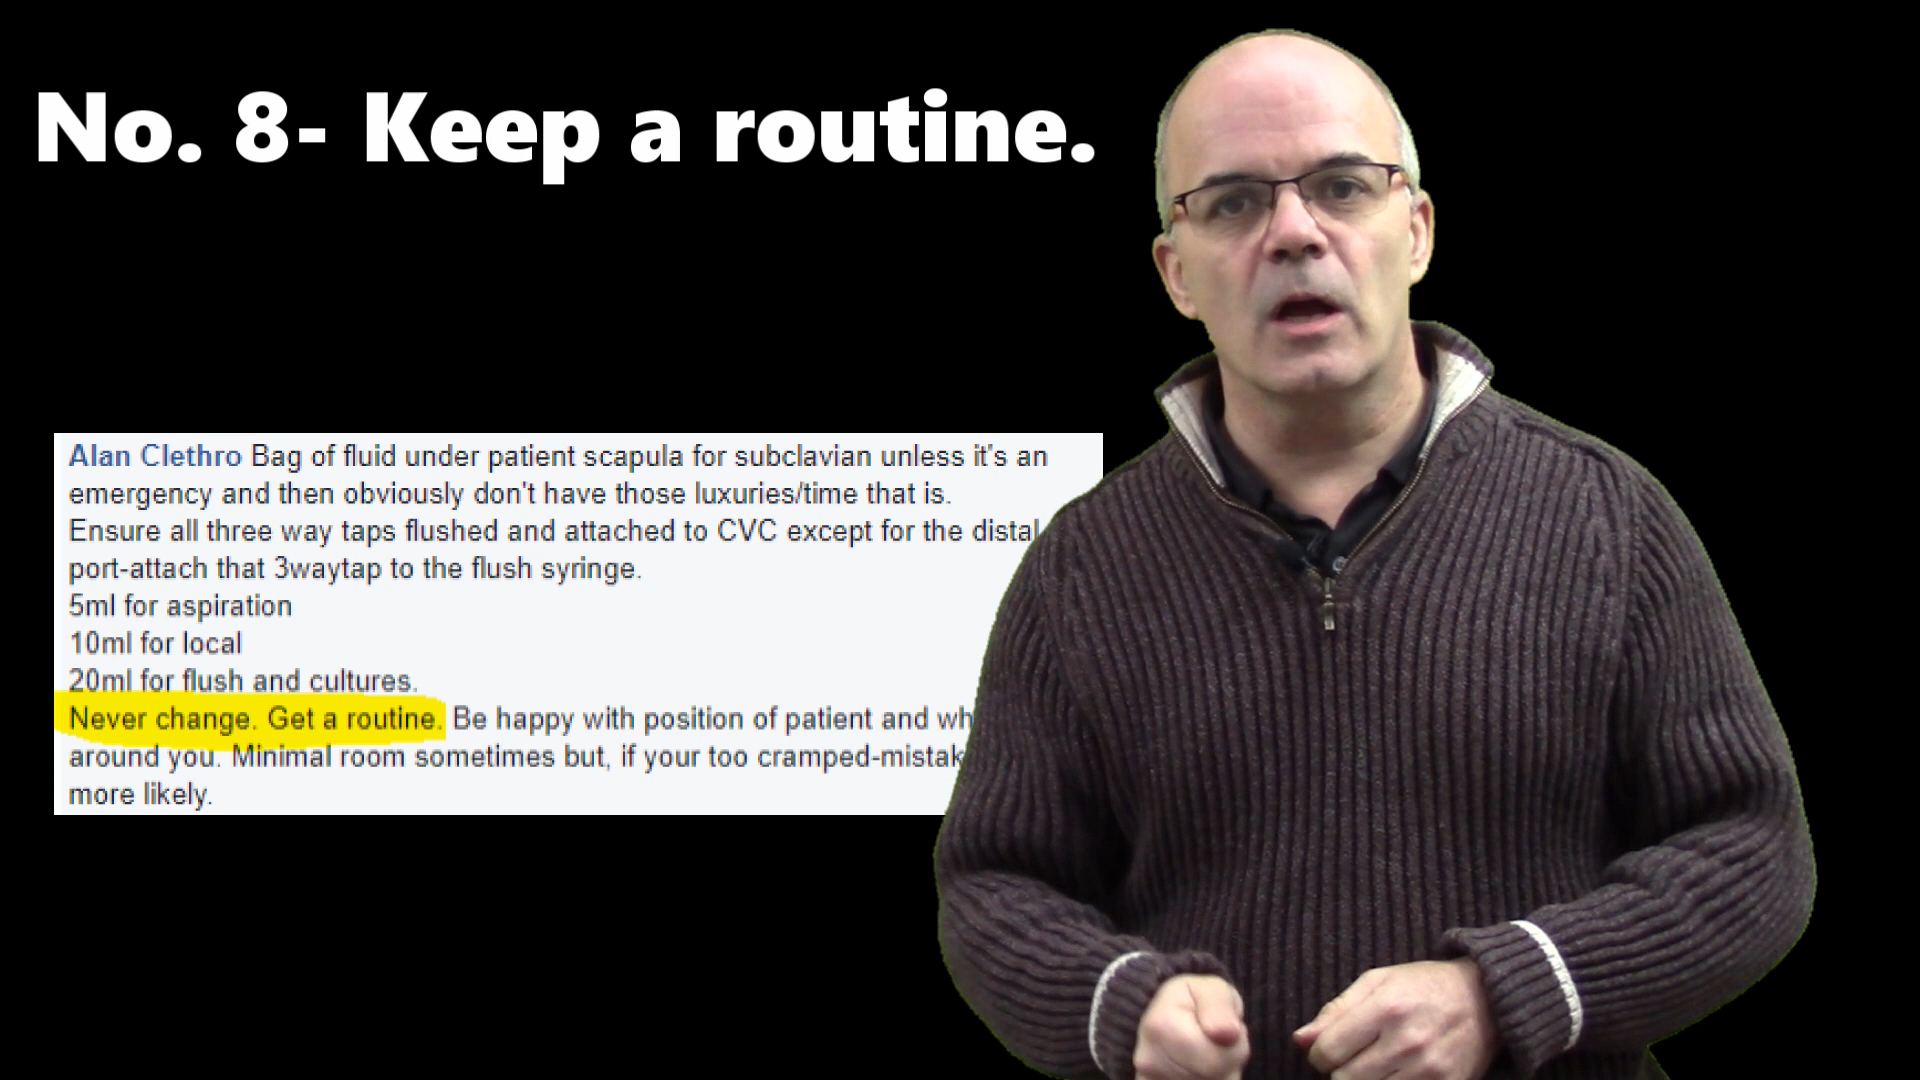 No. 8- Keep a routine.
Alan Clethro Bag of fluid under patient scapula for subclavian unless it's an
emergency and then obviously don't have those luxuries/time that is.
Ensure all three way taps flushed and attached to CVC except for the distal
port-attach that 3waytap to the flush syringe.
5ml for aspiration
10ml for local
20ml for flush and cultures.
Never change. Get a routine. Be happy with position of patient and
around you. Minimal room sometimes but, if your too
more likely.